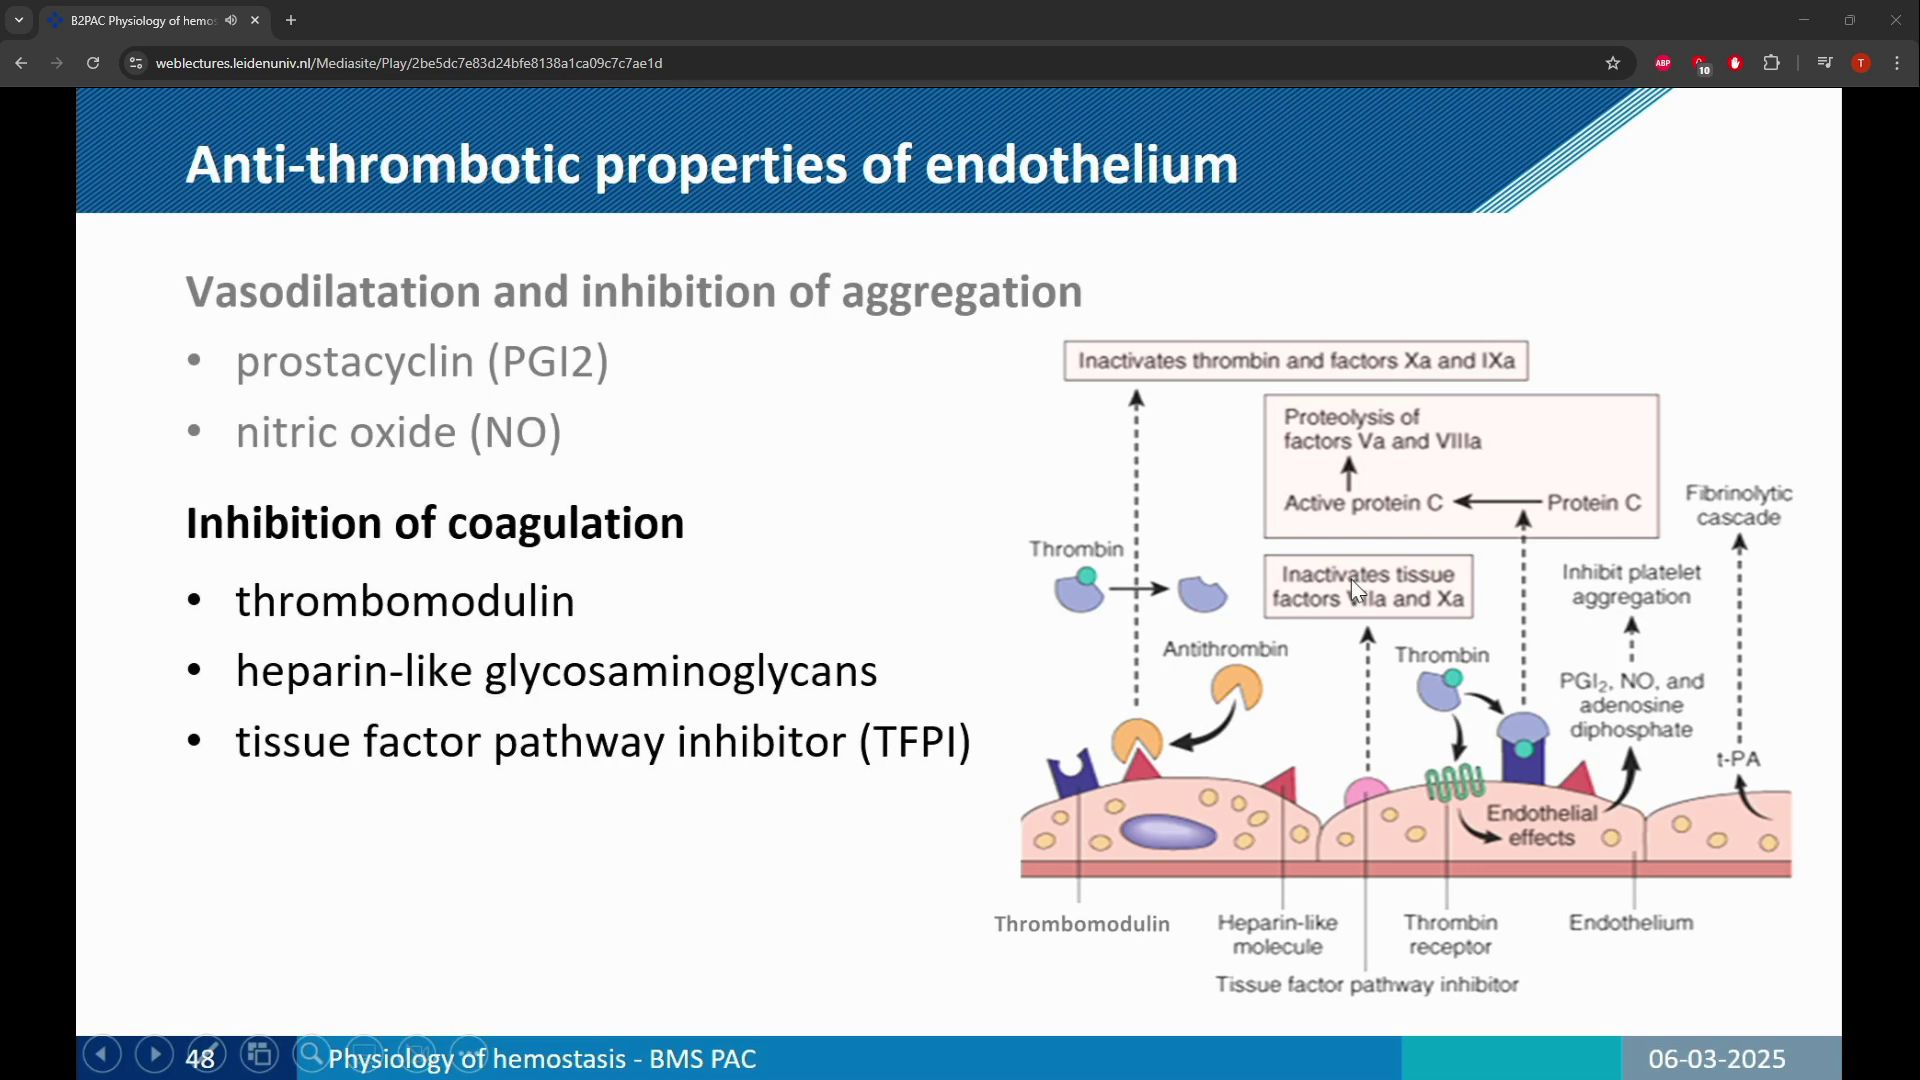 B2PAC Physiology of hemos
weblectures.leidenuniv.nl/Mediasite/Play/2be5dc7e83d24bfe8138a1ca09c7c7ae1d
ABP
10
T
Anti-thrombotic properties of endothelium
Vasodilatation and inhibition of aggregation
• prostacyclin (PGI2)
• nitric oxide (NO)
Inhibition of coagulation
• thrombomodulin
• heparin-like glycosaminoglycans
• tissue factor pathway inhibitor (TFPI)
Inactivates thrombin and factors Xa and IXa
Proteolysis of
factors Va and VIIIa
Active protein C
Protein C
Fibrinolytic
cascade
Thrombin
Inactivates tissue
factors VIIa and Xa
Inhibit platelet
aggregation
Antithrombin
Thrombin
PGI2, NO, and
adenosine
diphosphate
t-PA
Endothelial
effects
Thrombomodulin
Heparin-like
molecule
Thrombin
receptor
Endothelium
Tissue factor pathway inhibitor
48
Physiology of hemostasis - BMS PAC
06-03-2025